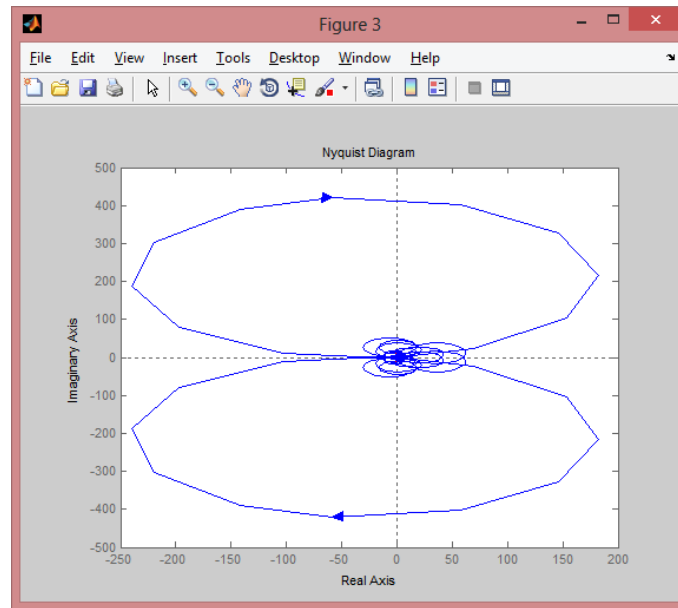 Figure 3
File Edit View Insert Tools Desktop Window Help
Nyquist Diagram
500
400
300
200
100
0
-100
-200
-300
-400
-500
-250 -200 -150 -100 -50 0 50 100 150 200
Imaginary Axis
Real Axis